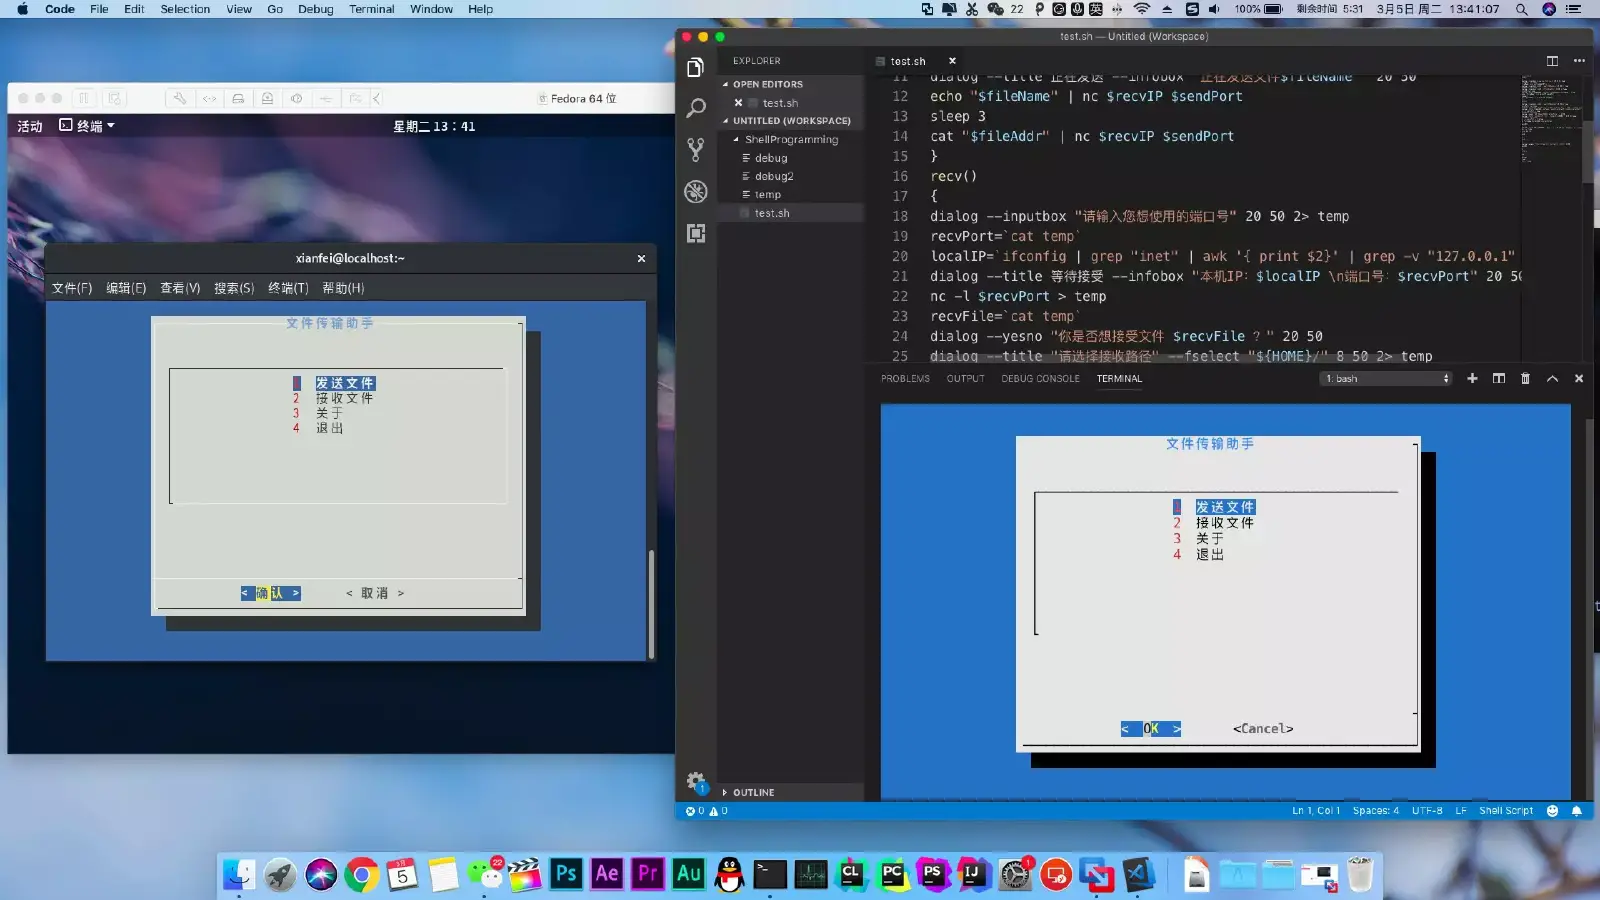 Code File Edit Selection View Go Debug Terminal Window Help
22 英 100% 剩余时间 5:31 3月5日 周二 13:41:07
Fedora 64 位
活动 终端 星期二 13:41
xianfei@localhost:~
文件(F) 编辑(E) 查看(V) 搜索(S) 终端(T) 帮助(H)
文件传输助手
1 发送文件
2 接收文件
3 关于
4 退出
< 确认 > < 取消 >
test.sh — Untitled (Workspace)
EXPLORER
OPEN EDITORS
test.sh
UNTITLED (WORKSPACE)
ShellProgramming
debug
debug2
temp
test.sh
OUTLINE
test.sh
11 dialog --title 正在发送 --infobox "正在发送文件$fileName" 20 50
12 echo "$fileName" | nc $recvIP $sendPort
13 sleep 3
14 cat "$fileAddr" | nc $recvIP $sendPort
15 }
16 recv()
17 {
18 dialog --inputbox "请输入您想使用的端口号" 20 50 2> temp
19 recvPort=`cat temp`
20 localIP=`ifconfig | grep "inet" | awk '{ print $2}' | grep -v "127.0.0.1"
21 dialog --title 等待接受 --infobox "本机IP: $localIP \n端口号: $recvPort" 20 50
22 nc -l $recvPort > temp
23 recvFile=`cat temp`
24 dialog --yesno "你是否想接受文件 $recvFile ? " 20 50
25 dialog --title "请选择接收路径" --fselect "${HOME}/" 8 50 2> temp
PROBLEMS OUTPUT DEBUG CONSOLE TERMINAL 1: bash
文件传输助手
1 发送文件
2 接收文件
3 关于
4 退出
< OK > <Cancel>
0 0 Ln 1, Col 1 Spaces: 4 UTF-8 LF Shell Script
1
5 22 Ps Ae Pr Au CL PC PS IJ 1